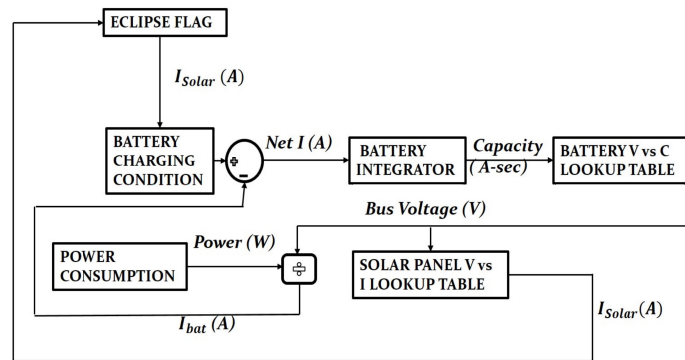 ECLIPSE FLAG
I_Solar (A)
BATTERY
CHARGING
CONDITION
+
−
Net I (A)
BATTERY
INTEGRATOR
Capacity
(A-sec)
BATTERY V vs C
LOOKUP TABLE
Bus Voltage (V)
POWER
CONSUMPTION
Power (W)
÷
SOLAR PANEL V vs
I LOOKUP TABLE
I_Solar(A)
I_bat (A)